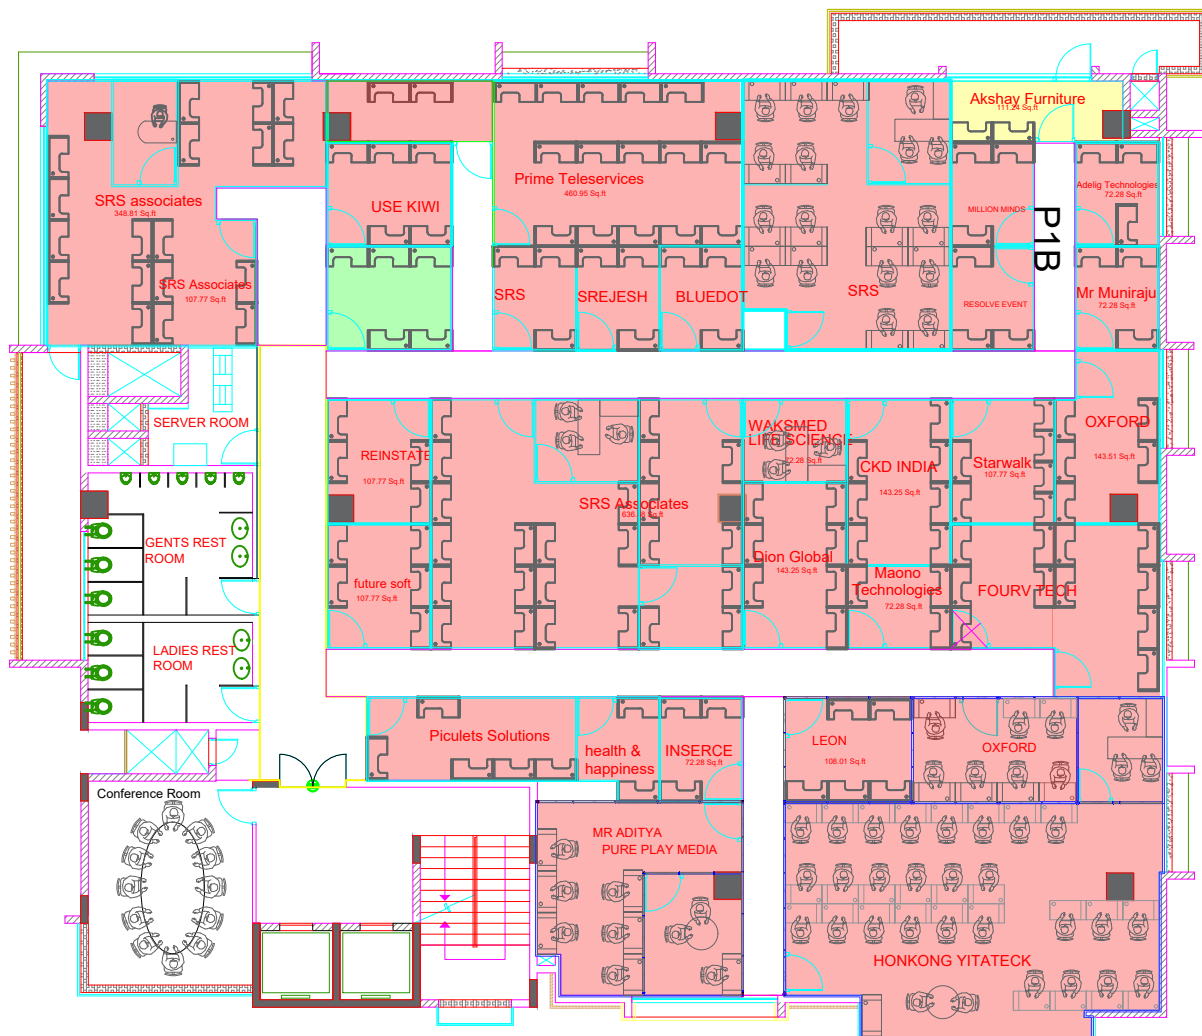 Akshay Furniture
111.24 Sq.ft
Prime Teleservices
460.95 Sq.ft
Adelig Technologies
72.28 Sq.ft
SRS associates
348.81 Sq.ft
USE KIWI
MILLION MINDS
P1B
SRS Associates
107.77 Sq.ft
SRS
SREJESH
BLUEDOT
SRS
RESOLVE EVENT
Mr Muniraju
72.28 Sq.ft
SERVER ROOM
REINSTATE
107.77 Sq.ft
WAKSMED
LIFE SCIENCE
72.28 Sq.ft
CKD INDIA
143.25 Sq.ft
Starwalk
107.77 Sq.ft
OXFORD
143.51 Sq.ft
SRS Associates
GENTS REST
ROOM
future soft
107.77 Sq.ft
Dion Global
143.25 Sq.ft
Maono
Technologies
72.28 Sq.ft
FOURV TECH
LADIES REST
ROOM
Piculets Solutions
health &
happiness
INSERCE
72.28 Sq.ft
LEON
108.01 Sq.ft
OXFORD
Conference Room
MR ADITYA
PURE PLAY MEDIA
HONKONG YITATECK